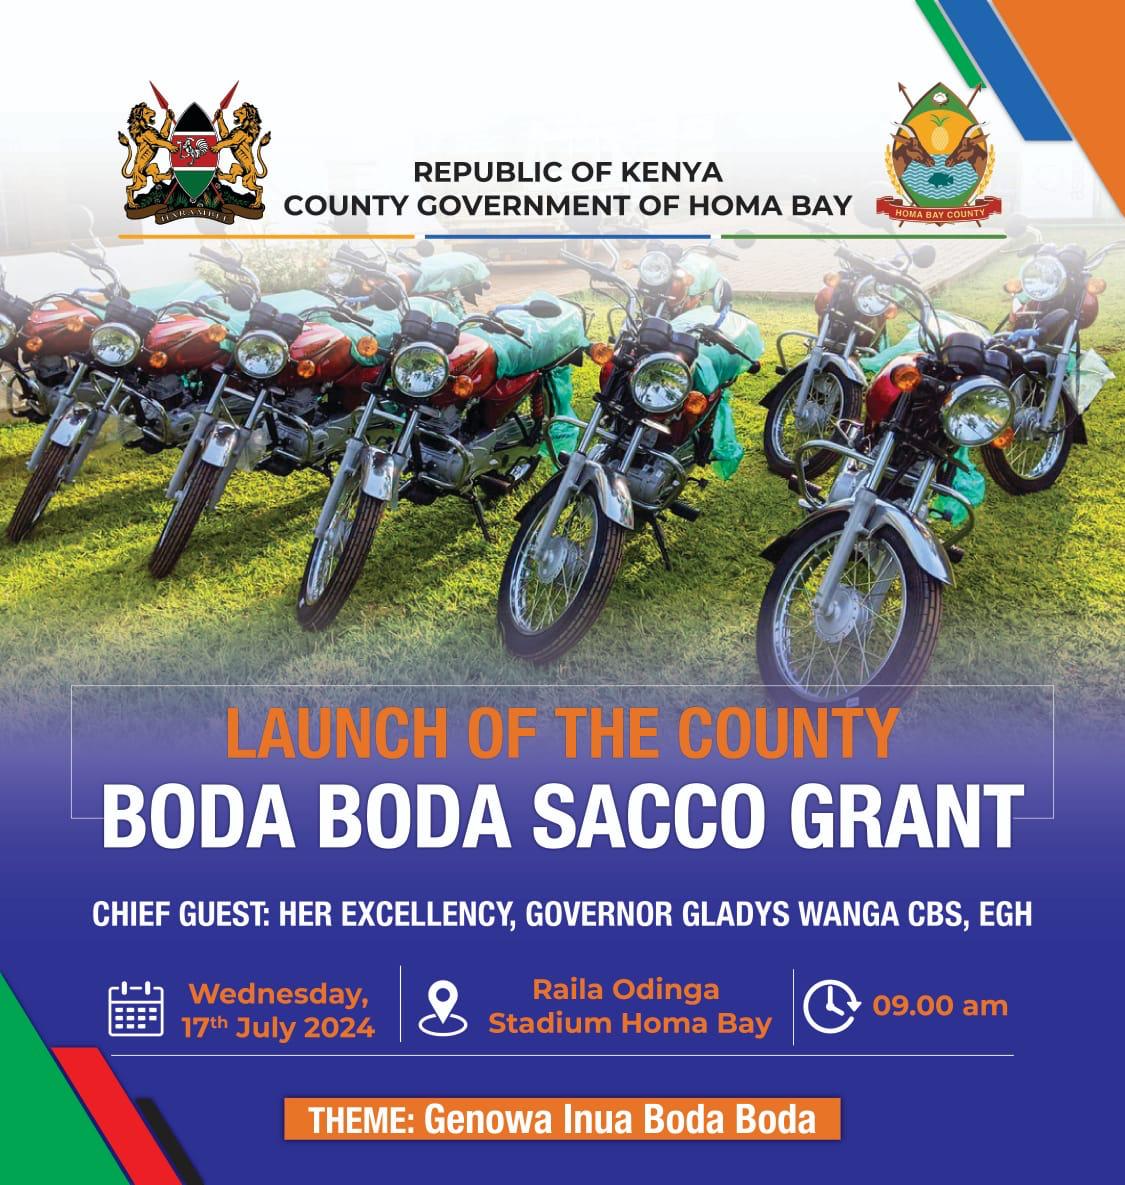 HARAMBEE
HOMA BAY COUNTY
REPUBLIC OF KENYA
COUNTY GOVERNMENT OF HOMA BAY
LAUNCH OF THE COUNTY
BODA BODA SACCO GRANT
CHIEF GUEST: HER EXCELLENCY, GOVERNOR GLADYS WANGA CBS, EGH
Wednesday,
17th July 2024
Raila Odinga
Stadium Homa Bay
09.00 am
THEME: Genowa Inua Boda Boda